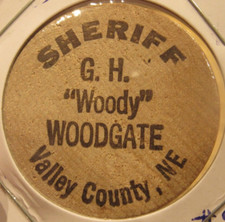 SHERIFF
G. H.
"Woody"
WOODGATE
Valley County, NE